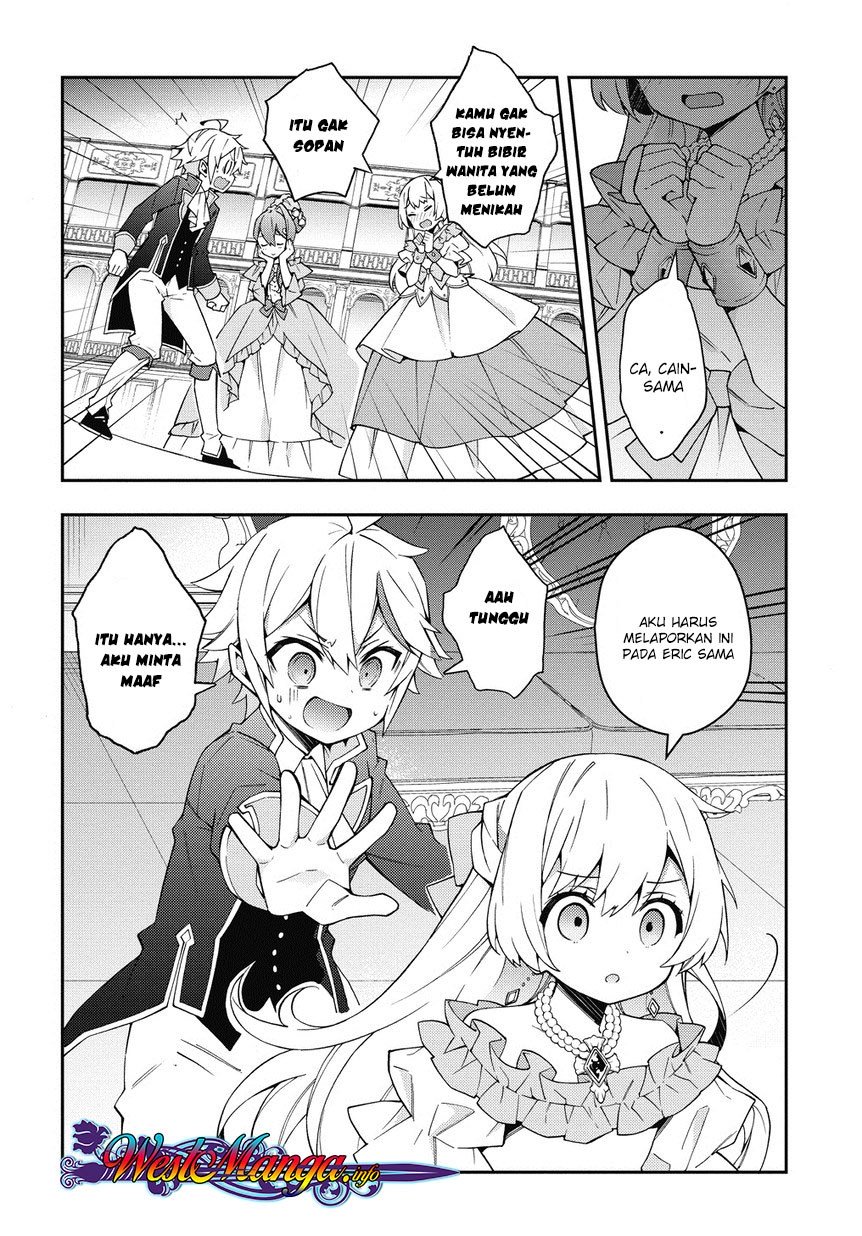 CA, CAIN-
SAMA
.
KAMU GAK
BISA NYEN-
TUH BIBIR
WANITA YANG
BELUM
MENIKAH
ITU GAK
SOPAN
AKU HARUS
MELAPORKAN INI
PADA ERIC SAMA
AAH
TUNGGU
ITU HANYA...
AKU MINTA
MAAF
WestManga.info